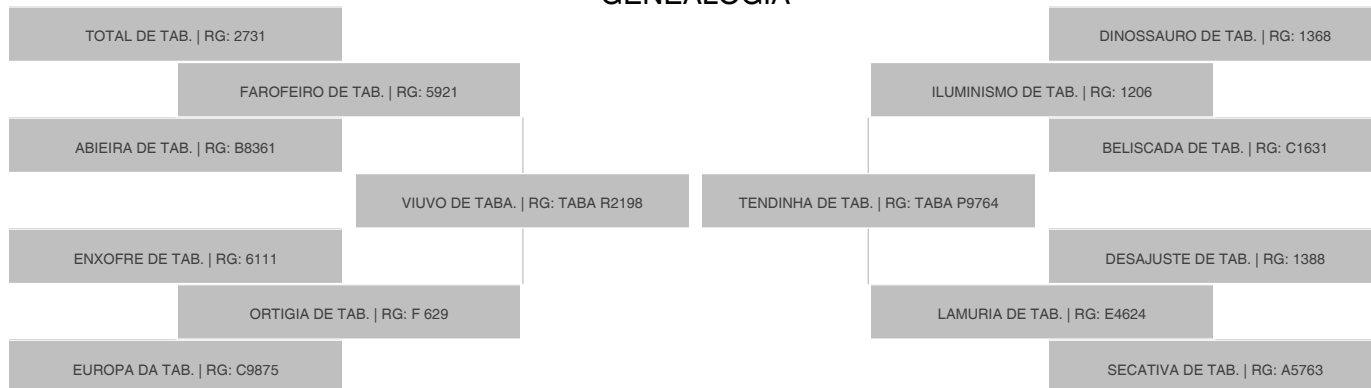 GENEALOGIA
TOTAL DE TAB. | RG: 2731
DINOSSAURO DE TAB. | RG: 1368
FAROFEIRO DE TAB. | RG: 5921
ILUMINISMO DE TAB. | RG: 1206
ABIEIRA DE TAB. | RG: B8361
BELISCADA DE TAB. | RG: C1631
VIUVO DE TABA. | RG: TABA R2198
TENDINHA DE TAB. | RG: TABA P9764
ENXOFRE DE TAB. | RG: 6111
DESAJUSTE DE TAB. | RG: 1388
ORTIGIA DE TAB. | RG: F 629
LAMURIA DE TAB. | RG: E4624
EUROPA DA TAB. | RG: C9875
SECATIVA DE TAB. | RG: A5763